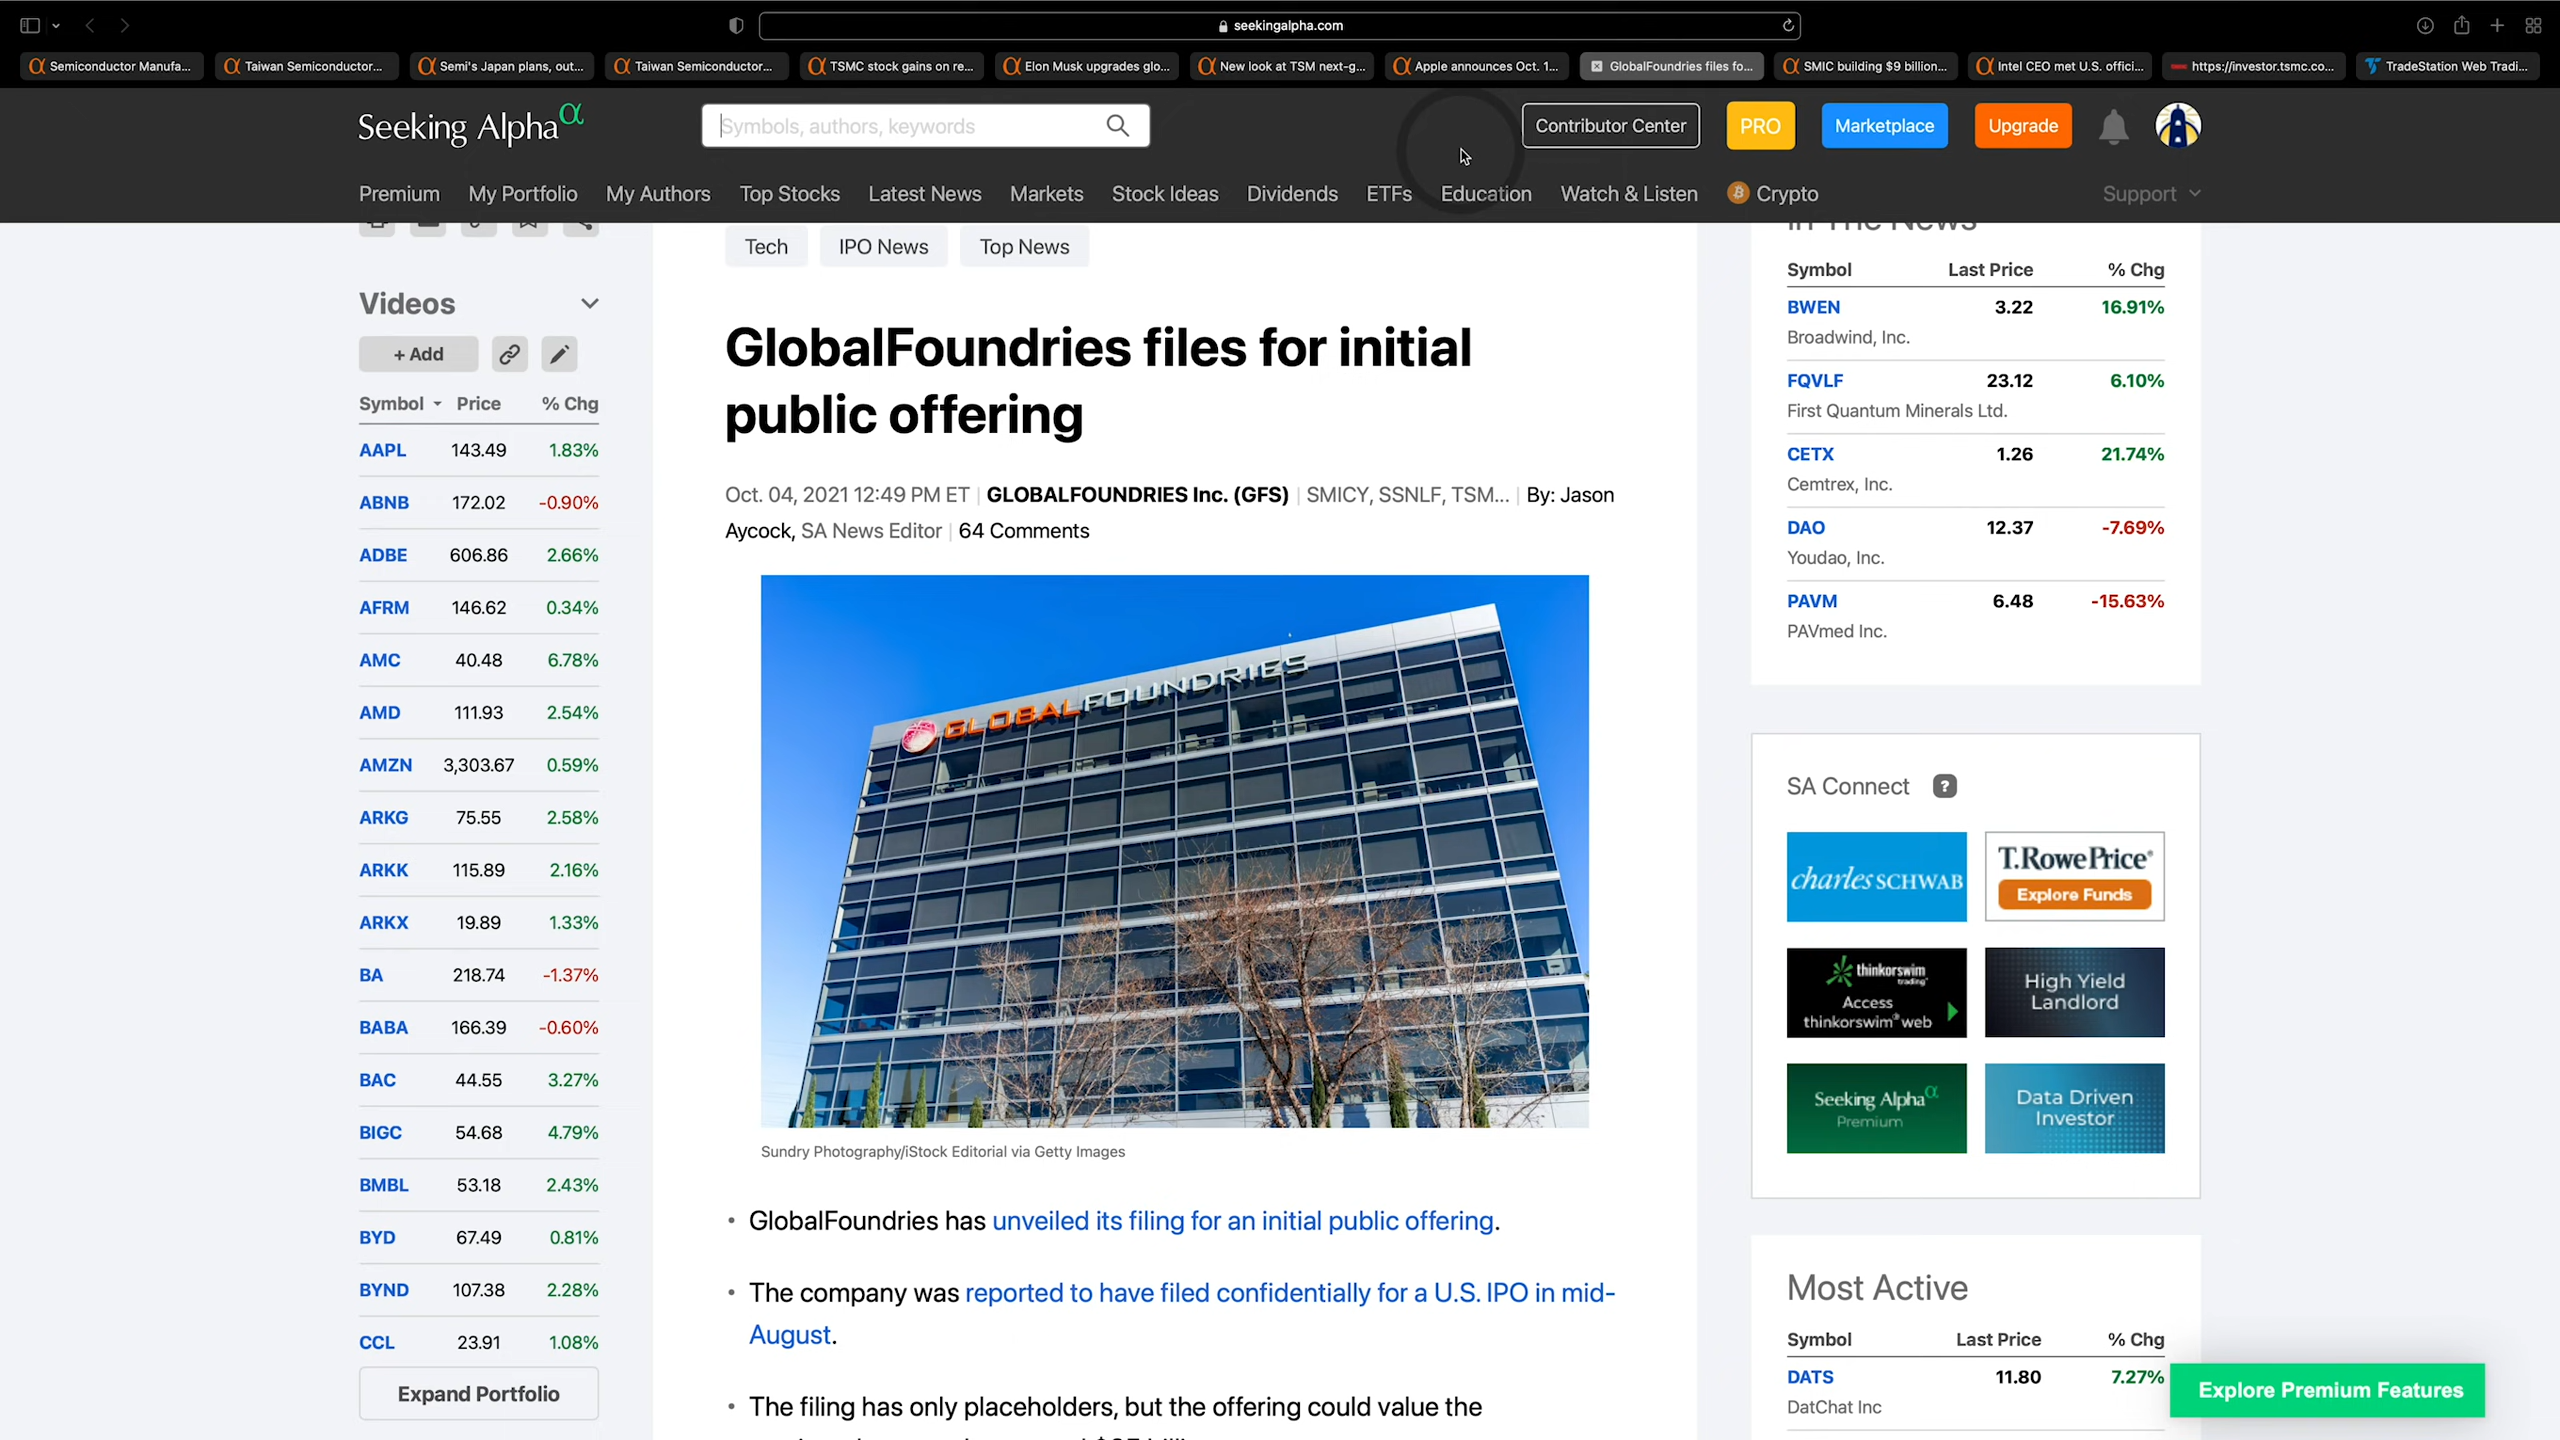 seekingalpha.com
Semiconductor Manufa...
Taiwan Semiconductor...
Semi's Japan plans, out...
Taiwan Semiconductor...
TSMC stock gains on re...
Elon Musk upgrades glo...
New look at TSM next-g...
Apple announces Oct. 1...
GlobalFoundries files fo...
SMIC building $9 billion...
Intel CEO met U.S. offici...
https://investor.tsmc.co...
TradeStation Web Tradi...
Seeking Alpha α
Symbols, authors, keywords
Contributor Center
PRO
Marketplace
Upgrade
Premium
My Portfolio
My Authors
Top Stocks
Latest News
Markets
Stock Ideas
Dividends
ETFs
Education
Watch & Listen
Crypto
Support
Videos
+ Add
Symbol Price % Chg
AAPL 143.49 1.83%
ABNB 172.02 -0.90%
ADBE 606.86 2.66%
AFRM 146.62 0.34%
AMC 40.48 6.78%
AMD 111.93 2.54%
AMZN 3,303.67 0.59%
ARKG 75.55 2.58%
ARKK 115.89 2.16%
ARKX 19.89 1.33%
BA 218.74 -1.37%
BABA 166.39 -0.60%
BAC 44.55 3.27%
BIGC 54.68 4.79%
BMBL 53.18 2.43%
BYD 67.49 0.81%
BYND 107.38 2.28%
CCL 23.91 1.08%
Expand Portfolio
Tech
IPO News
Top News
GlobalFoundries files for initial
public offering
Oct. 04, 2021 12:49 PM ET | GLOBALFOUNDRIES Inc. (GFS) | SMICY, SSNLF, TSM... | By: Jason
Aycock, SA News Editor | 64 Comments
GLOBALFOUNDRIES
Sundry Photography/iStock Editorial via Getty Images
• GlobalFoundries has unveiled its filing for an initial public offering.
• The company was reported to have filed confidentially for a U.S. IPO in mid-
August.
• The filing has only placeholders, but the offering could value the
In The News
Symbol Last Price % Chg
BWEN 3.22 16.91%
Broadwind, Inc.
FQVLF 23.12 6.10%
First Quantum Minerals Ltd.
CETX 1.26 21.74%
Cemtrex, Inc.
DAO 12.37 -7.69%
Youdao, Inc.
PAVM 6.48 -15.63%
PAVmed Inc.
SA Connect ?
charles SCHWAB
T.RowePrice
Explore Funds
thinkorswim
trading
Access
thinkorswim® web
High Yield
Landlord
Seeking Alpha α
Premium
Data Driven
Investor
Most Active
Symbol Last Price % Chg
DATS 11.80 7.27%
DatChat Inc
Explore Premium Features